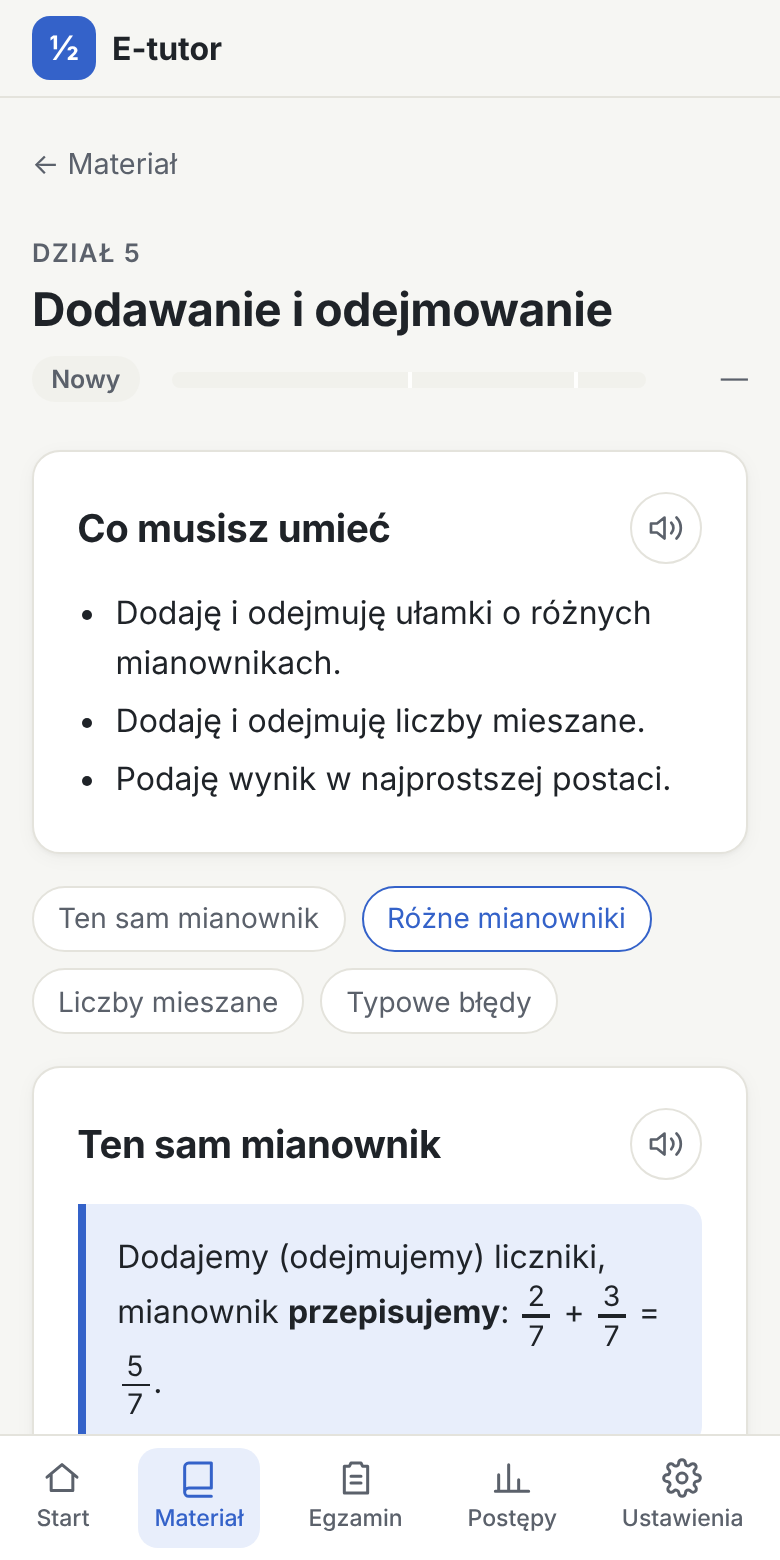 ½ E-tutor
← Materiał
DZIAŁ 5
Dodawanie i odejmowanie
Nowy —
Co musisz umieć
• Dodaję i odejmuję ułamki o różnych
mianownikach.
• Dodaję i odejmuję liczby mieszane.
• Podaję wynik w najprostszej postaci.
Ten sam mianownik Różne mianowniki
Liczby mieszane Typowe błędy
Ten sam mianownik
Dodajemy (odejmujemy) liczniki,
mianownik przepisujemy: 2/7 + 3/7 =
5/7.
Start Materiał Egzamin Postępy Ustawienia